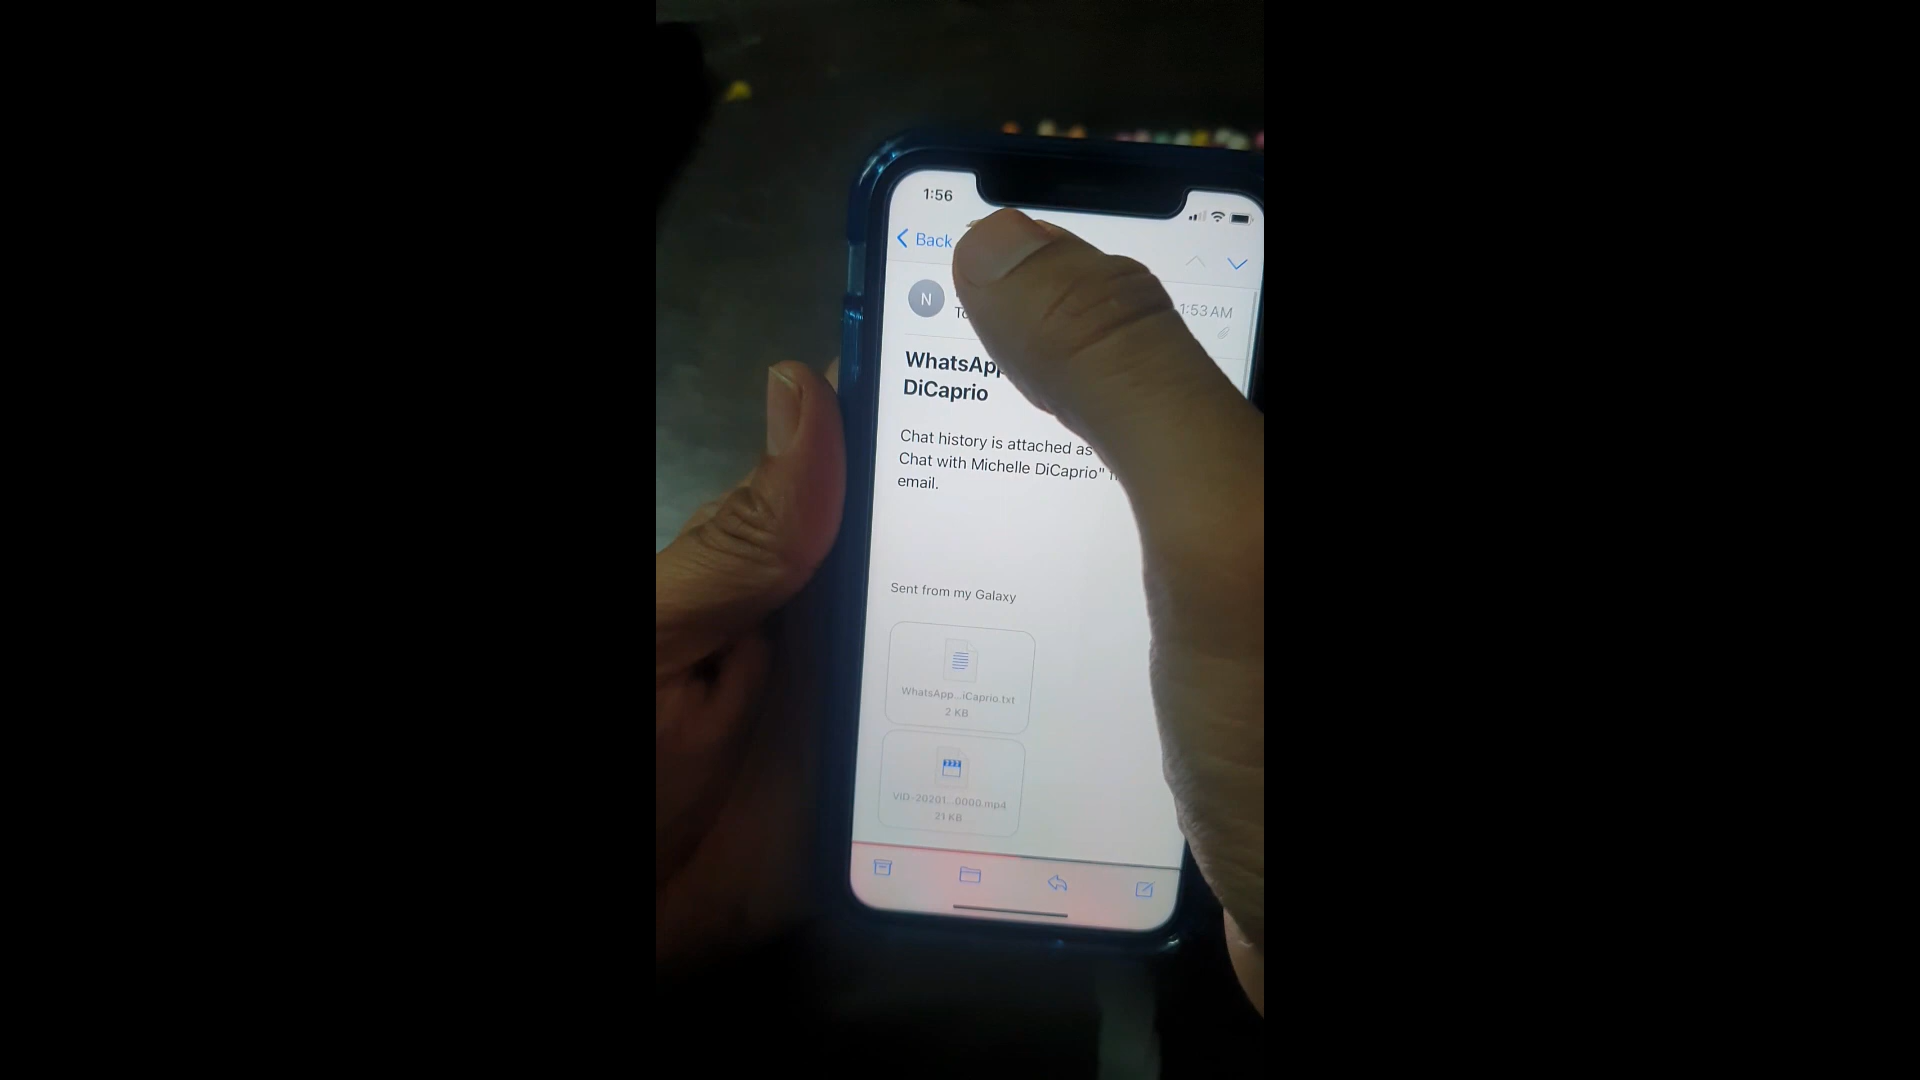 1:56
Back
N
1:53 AM
WhatsApp
DiCaprio
Chat history is attached as
Chat with Michelle DiCaprio"
email.
Sent from my Galaxy
WhatsApp...iCaprio.txt
2 KB
VID-20201...0000.mp4
21 KB